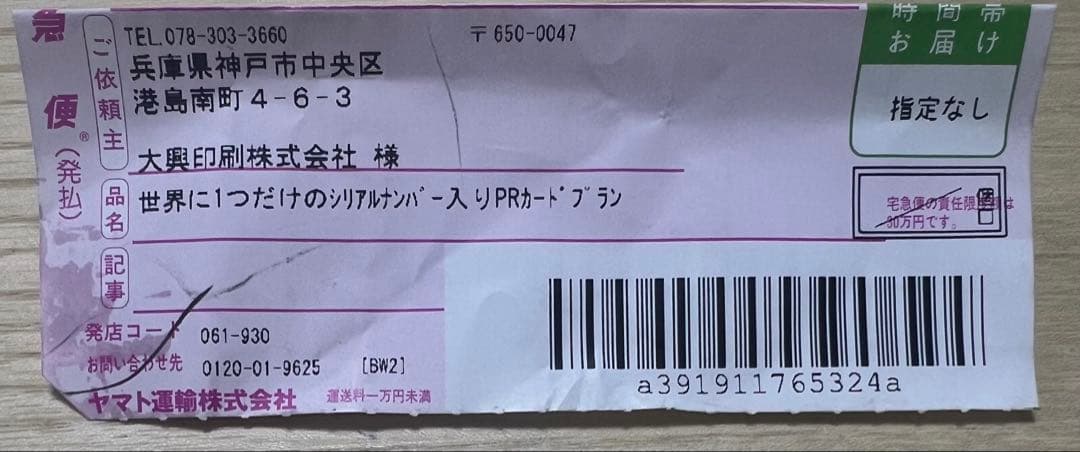 急便®(発払)
ご依頼主
TEL.078-303-3660 〒650-0047
兵庫県神戸市中央区
港島南町4-6-3
大興印刷株式会社 様
品名
世界に1つだけのシリアルナンバー入りPRカードブラン
記事
時間帯
お届け
指定なし
宅急便の責任限度額は
30万円です。
発店コード 061-930
お問い合わせ先 0120-01-9625 [BW2]
ヤマト運輸株式会社 運送料一万円未満
a391911765324a